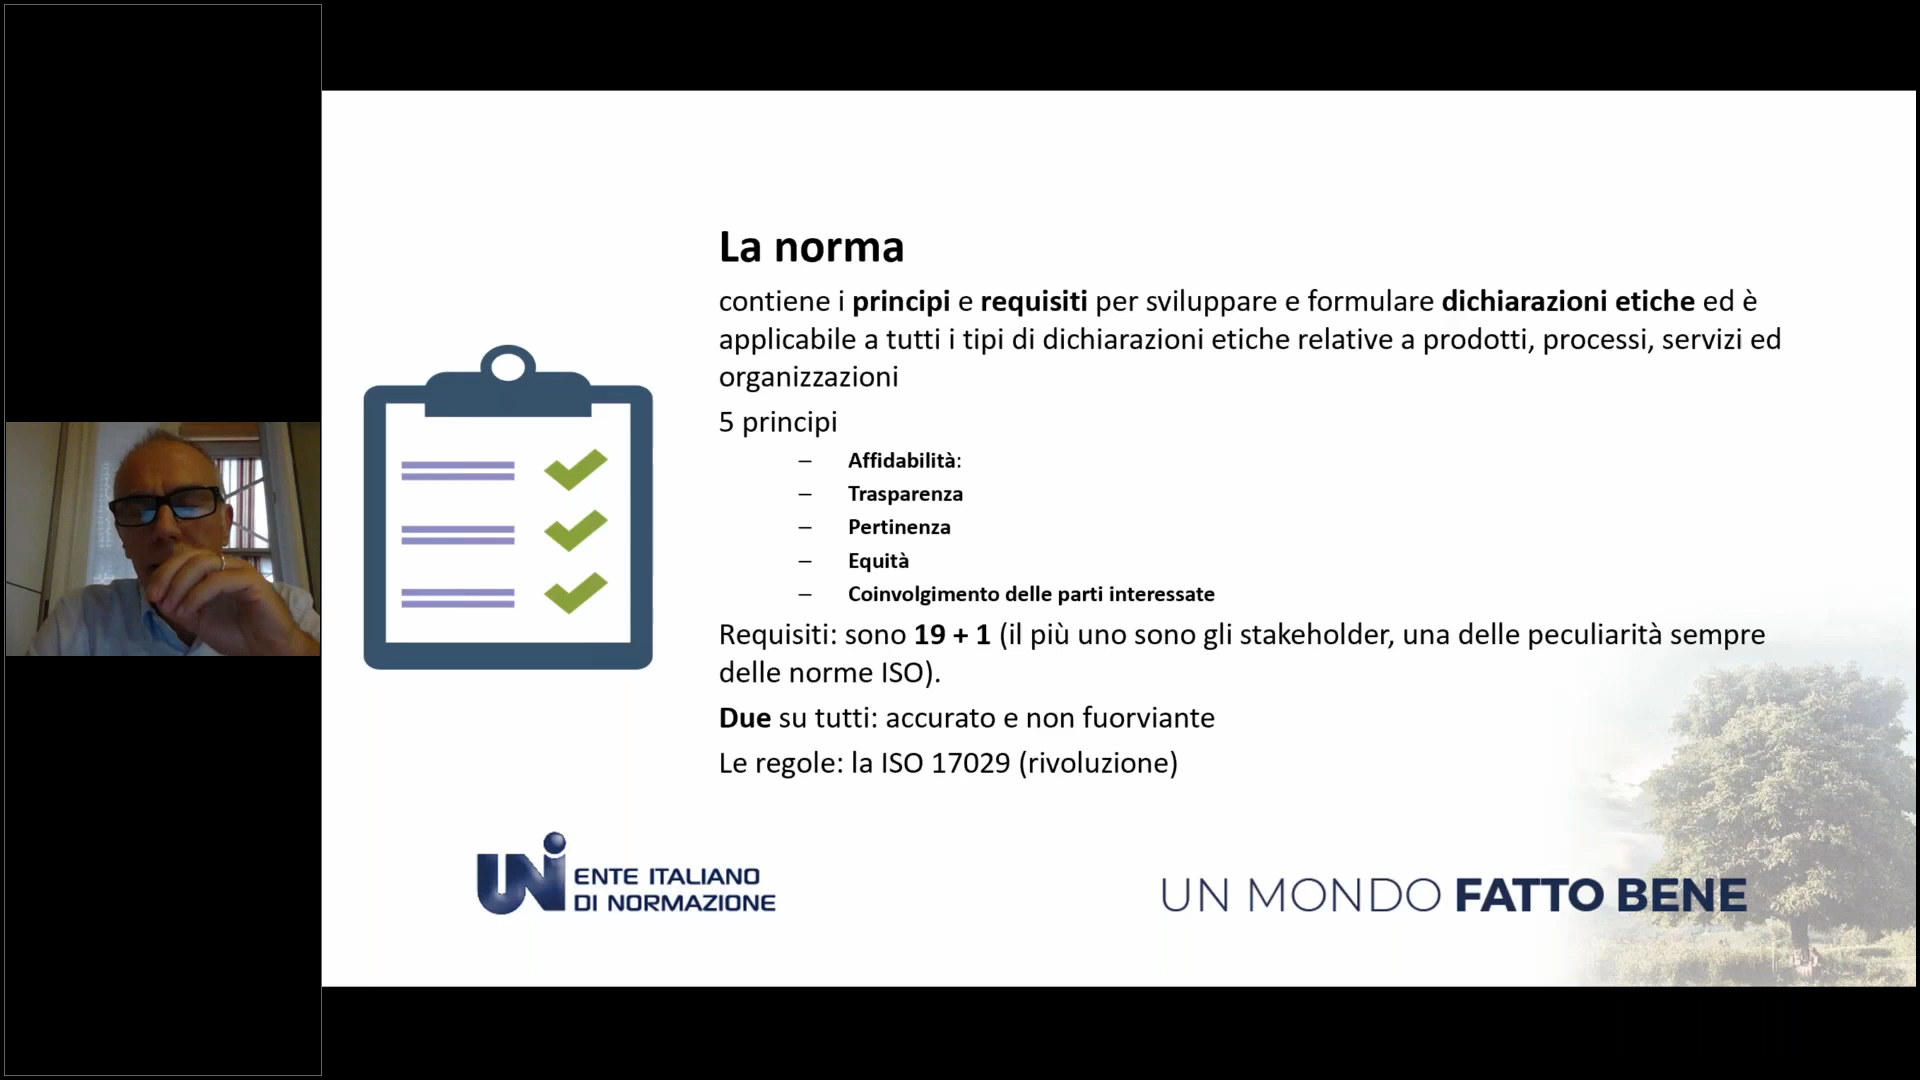 La norma
contiene i principi e requisiti per sviluppare e formulare dichiarazioni etiche ed è
applicabile a tutti i tipi di dichiarazioni etiche relative a prodotti, processi, servizi ed
organizzazioni
5 principi
– Affidabilità:
– Trasparenza
– Pertinenza
– Equità
– Coinvolgimento delle parti interessate
Requisiti: sono 19 + 1 (il più uno sono gli stakeholder, una delle peculiarità sempre
delle norme ISO).
Due su tutti: accurato e non fuorviante
Le regole: la ISO 17029 (rivoluzione)
UNI ENTE ITALIANO
DI NORMAZIONE
UN MONDO FATTO BENE